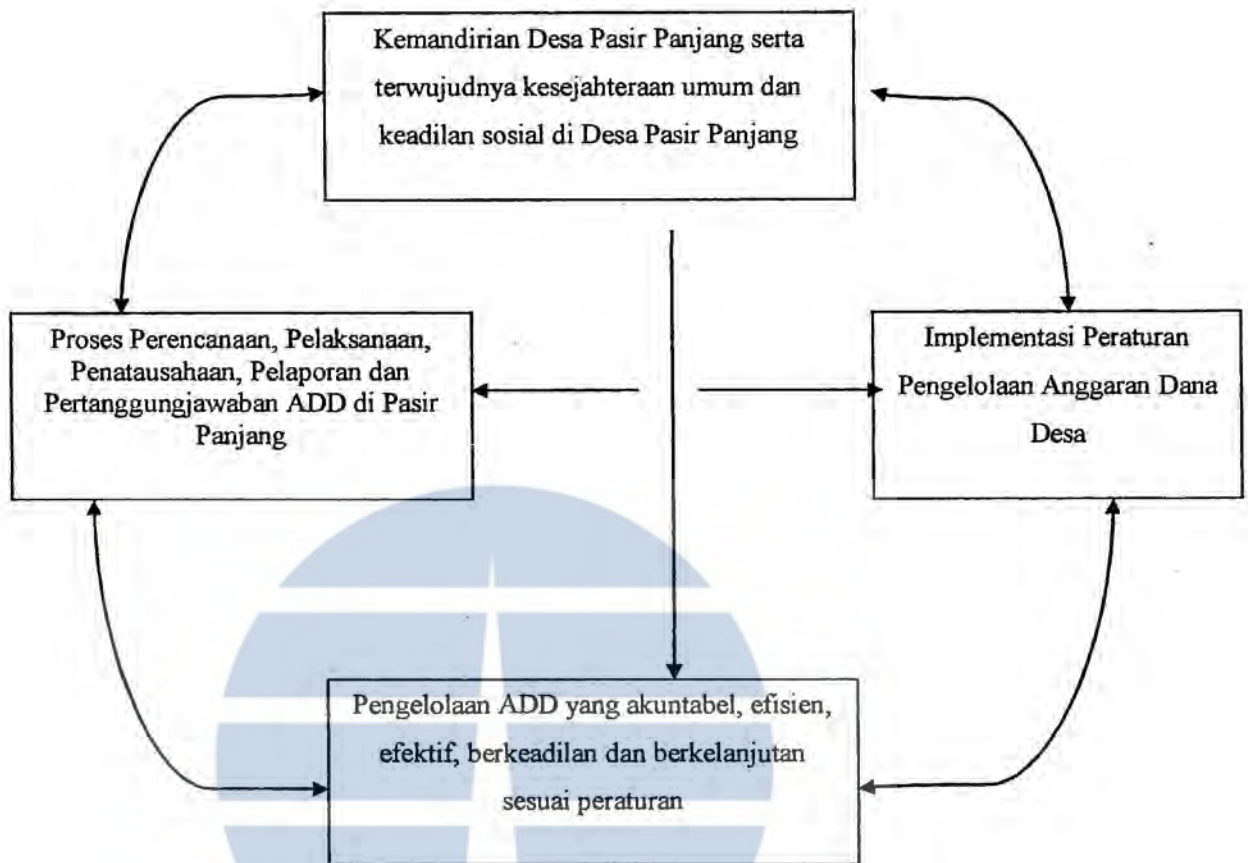 Kemandirian Desa Pasir Panjang serta
terwujudnya kesejahteraan umum dan
keadilan sosial di Desa Pasir Panjang
Proses Perencanaan, Pelaksanaan,
Penatausahaan, Pelaporan dan
Pertanggungjawaban ADD di Pasir
Panjang
Implementasi Peraturan
Pengelolaan Anggaran Dana
Desa
Pengelolaan ADD yang akuntabel, efisien,
efektif, berkeadilan dan berkelanjutan
sesuai peraturan